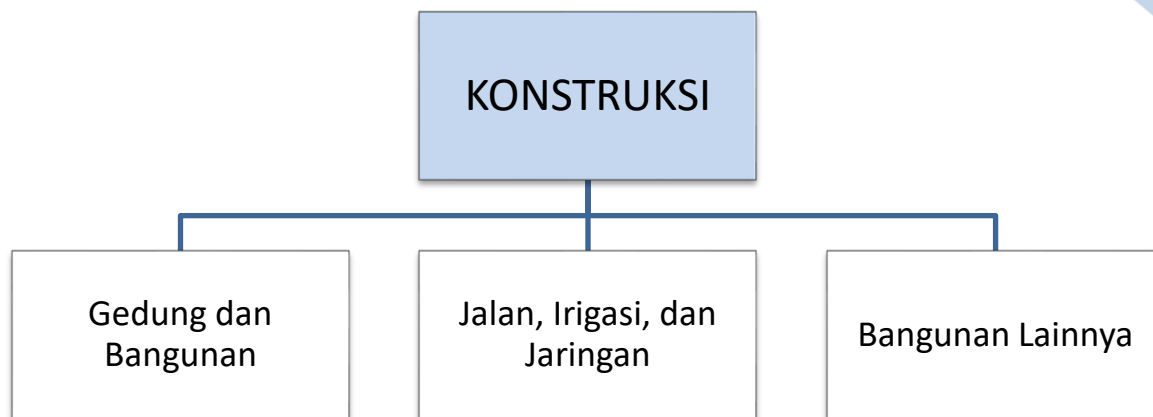 KONSTRUKSI
Gedung dan
Bangunan
Jalan, Irigasi, dan
Jaringan
Bangunan Lainnya